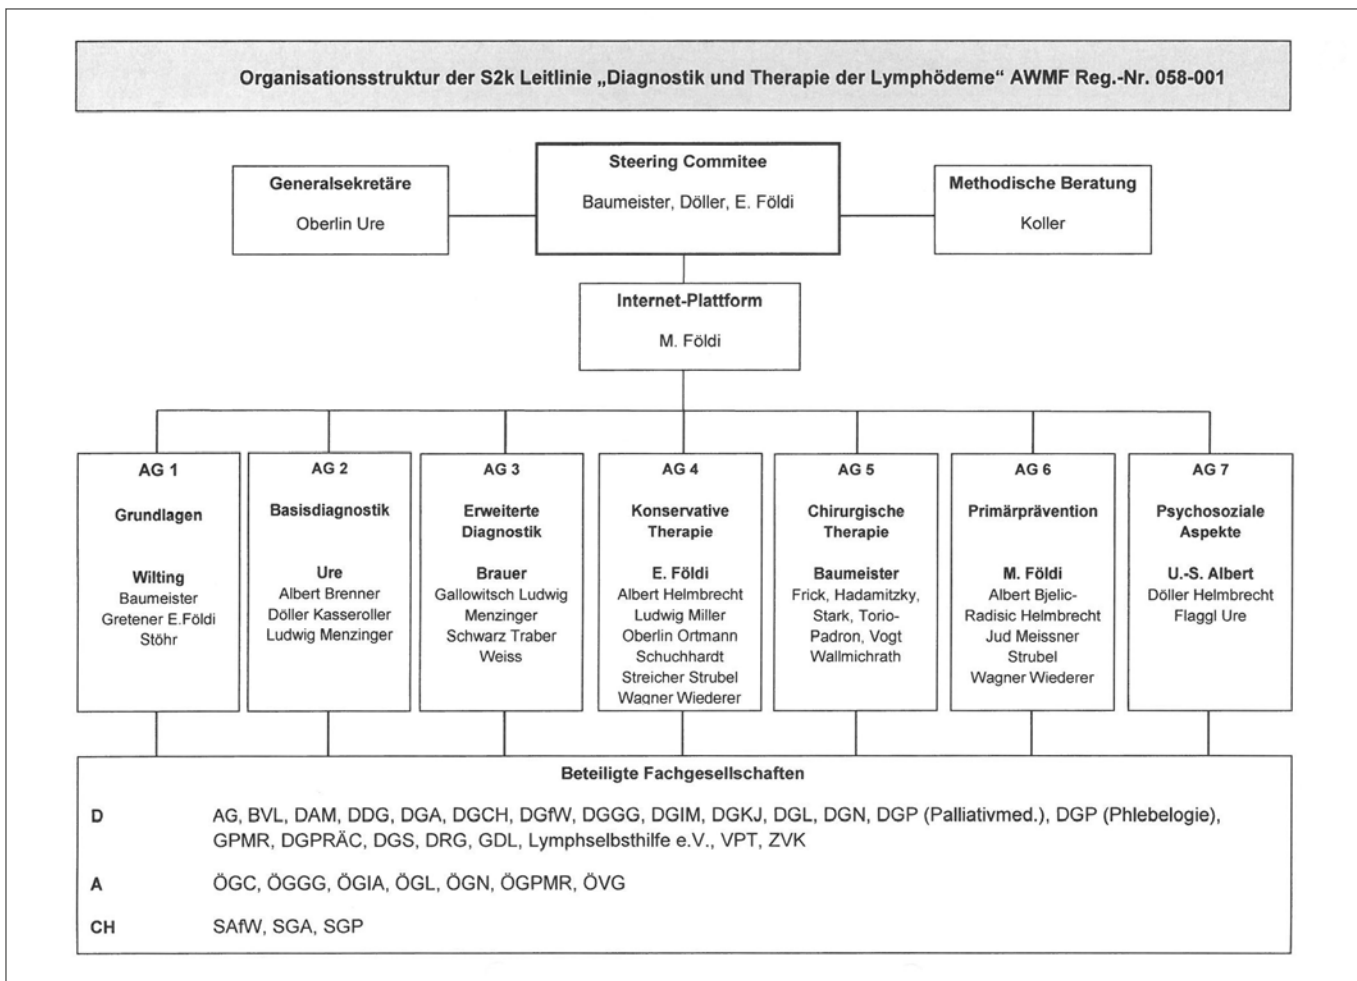 Organisationsstruktur der S2k Leitlinie „Diagnostik und Therapie der Lymphödeme“ AWMF Reg.-Nr. 058-001
Generalsekretäre
Oberlin Ure
Steering Commitee
Baumeister, Döller, E. Földi
Methodische Beratung
Koller
Internet-Plattform
M. Földi
AG 1
Grundlagen
Wilting
Baumeister
Gretener E.Földi
Stöhr
AG 2
Basisdiagnostik
Ure
Albert Brenner
Döller Kasseroller
Ludwig Menzinger
AG 3
Erweiterte
Diagnostik
Brauer
Gallowitsch Ludwig
Menzinger
Schwarz Traber
Weiss
AG 4
Konservative
Therapie
E. Földi
Albert Helmbrecht
Ludwig Miller
Oberlin Ortmann
Schuchhardt
Streicher Strubel
Wagner Wiederer
AG 5
Chirurgische
Therapie
Baumeister
Frick, Hadamitzky,
Stark, Torio-
Padron, Vogt
Wallmichrath
AG 6
Primärprävention
M. Földi
Albert Bjelic-
Radisic Helmbrecht
Jud Meissner
Strubel
Wagner Wiederer
AG 7
Psychosoziale
Aspekte
U.-S. Albert
Döller Helmbrecht
Flaggl Ure
Beteiligte Fachgesellschaften
D AG, BVL, DAM, DDG, DGA, DGCH, DGfW, DGGG, DGIM, DGKJ, DGL, DGN, DGP (Palliativmed.), DGP (Phlebelogie),
GPMR, DGPRÄC, DGS, DRG, GDL, Lymphselbsthilfe e.V., VPT, ZVK
A ÖGC, ÖGGG, ÖGIA, ÖGL, ÖGN, ÖGPMR, ÖVG
CH SAfW, SGA, SGP